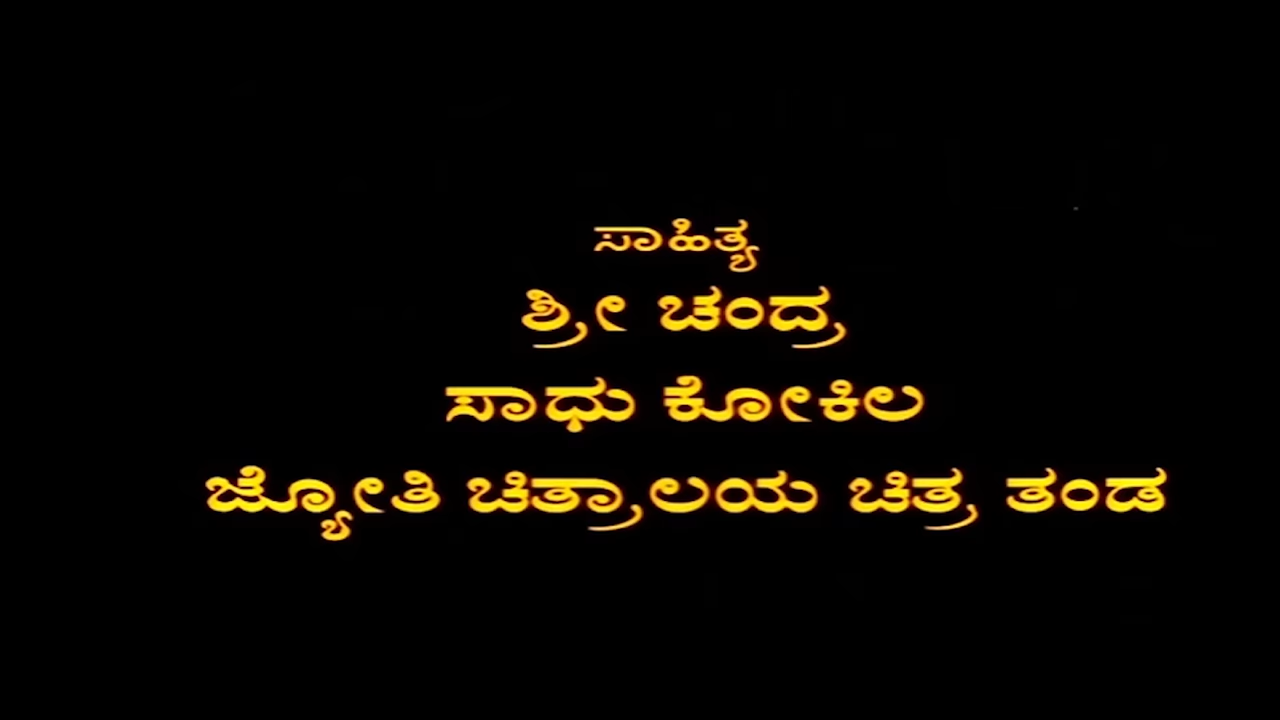 ಸಾಹಿತ್ಯ
ಶ್ರೀ ಚಂದ್ರ
ಸಾಧು ಕೋಕಿಲ
ಜ್ಯೋತಿ ಚಿತ್ರಾಲಯ ಚಿತ್ರ ತಂಡ